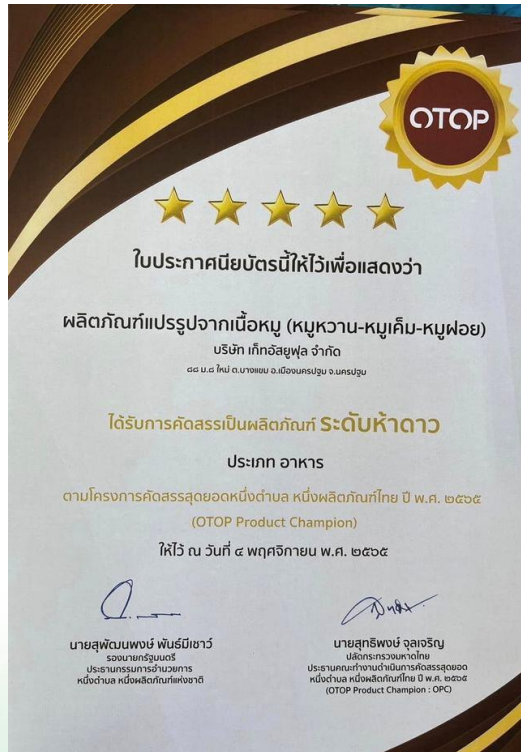 OTOP
ใบประกาศนียบัตรนี้ให้ไว้เพื่อแสดงว่า
ผลิตภัณฑ์แปรรูปจากเนื้อหมู (หมูหวาน-หมูเค็ม-หมูฝอย)
บริษัท เก็ทอัสยูฟุล จำกัด
๘๘ ม.๘ ใหม่ ต.บางแขม อ.เมืองนครปฐม จ.นครปฐม
ได้รับการคัดสรรเป็นผลิตภัณฑ์ ระดับห้าดาว
ประเภท อาหาร
ตามโครงการคัดสรรสุดยอดหนึ่งตำบล หนึ่งผลิตภัณฑ์ไทย ปี พ.ศ. ๒๕๖๕
(OTOP Product Champion)
ให้ไว้ ณ วันที่ ๔ พฤศจิกายน พ.ศ. ๒๕๖๕
นายสุพัฒนพงษ์ พันธ์มีเชาว์
รองนายกรัฐมนตรี
ประธานกรรมการอำนวยการ
หนึ่งตำบล หนึ่งผลิตภัณฑ์แห่งชาติ
นายสุทธิพงษ์ จุลเจริญ
ปลัดกระทรวงมหาดไทย
ประธานคณะทำงานดำเนินการคัดสรรสุดยอด
หนึ่งตำบล หนึ่งผลิตภัณฑ์ไทย ปี พ.ศ. ๒๕๖๕
(OTOP Product Champion : OPC)